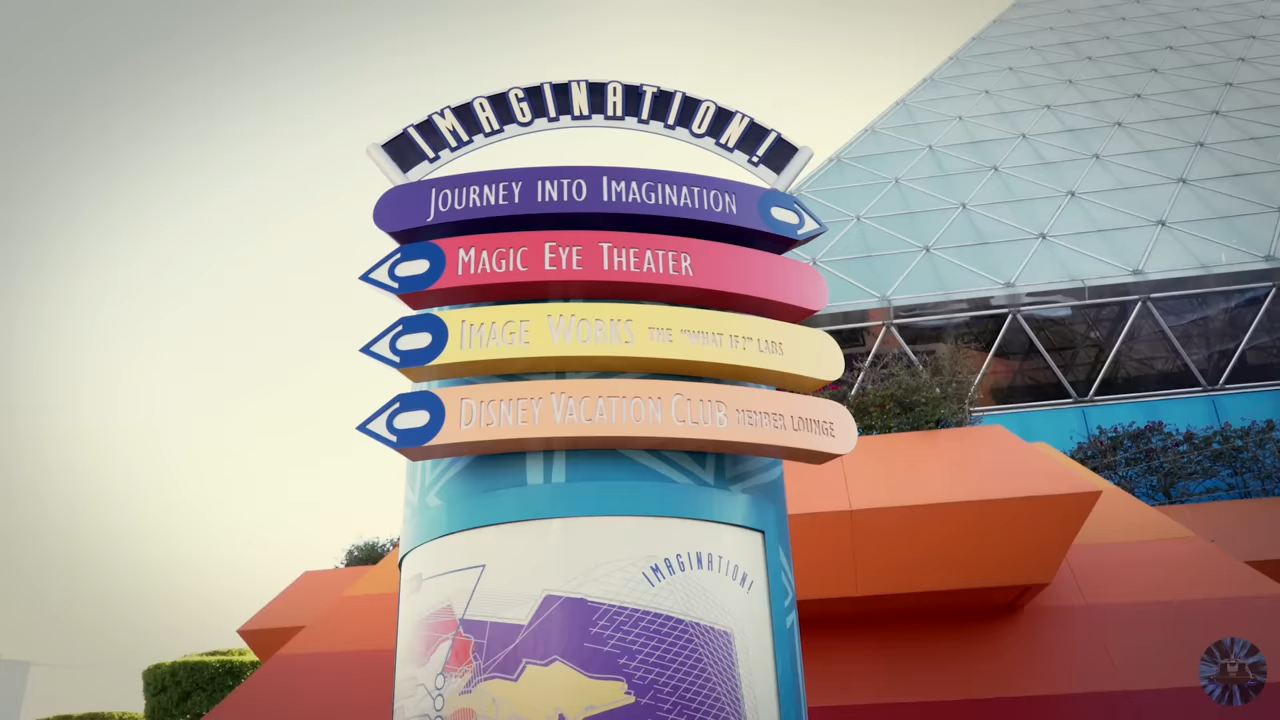 IMAGINATION!
JOURNEY INTO IMAGINATION
MAGIC EYE THEATER
IMAGE WORKS THE "WHAT IF?" LABS
DISNEY VACATION CLUB MEMBER LOUNGE
IMAGINATION!